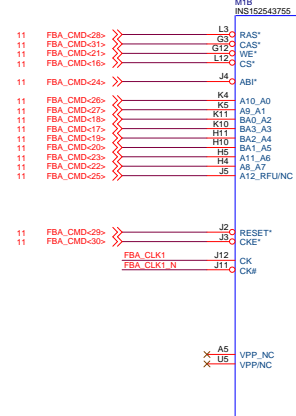 M1B
INS152543755
11 FBA_CMD<28> L3 RAS*
11 FBA_CMD<31> G3 CAS*
11 FBA_CMD<21> G12 WE*
11 FBA_CMD<16> L12 CS*
11 FBA_CMD<24> J4 ABI*
11 FBA_CMD<26> K4 A10_A0
11 FBA_CMD<27> K5 A9_A1
11 FBA_CMD<18> K11 BA0_A2
11 FBA_CMD<17> K10 BA3_A3
11 FBA_CMD<19> H11 BA2_A4
11 FBA_CMD<20> H10 BA1_A5
11 FBA_CMD<23> H5 A11_A6
11 FBA_CMD<22> H4 A8_A7
11 FBA_CMD<25> J5 A12_RFU/NC
11 FBA_CMD<29> J2 RESET*
11 FBA_CMD<30> J3 CKE*
FBA_CLK1 J12 CK
FBA_CLK1_N J11 CK#
A5 VPP_NC
U5 VPP/NC